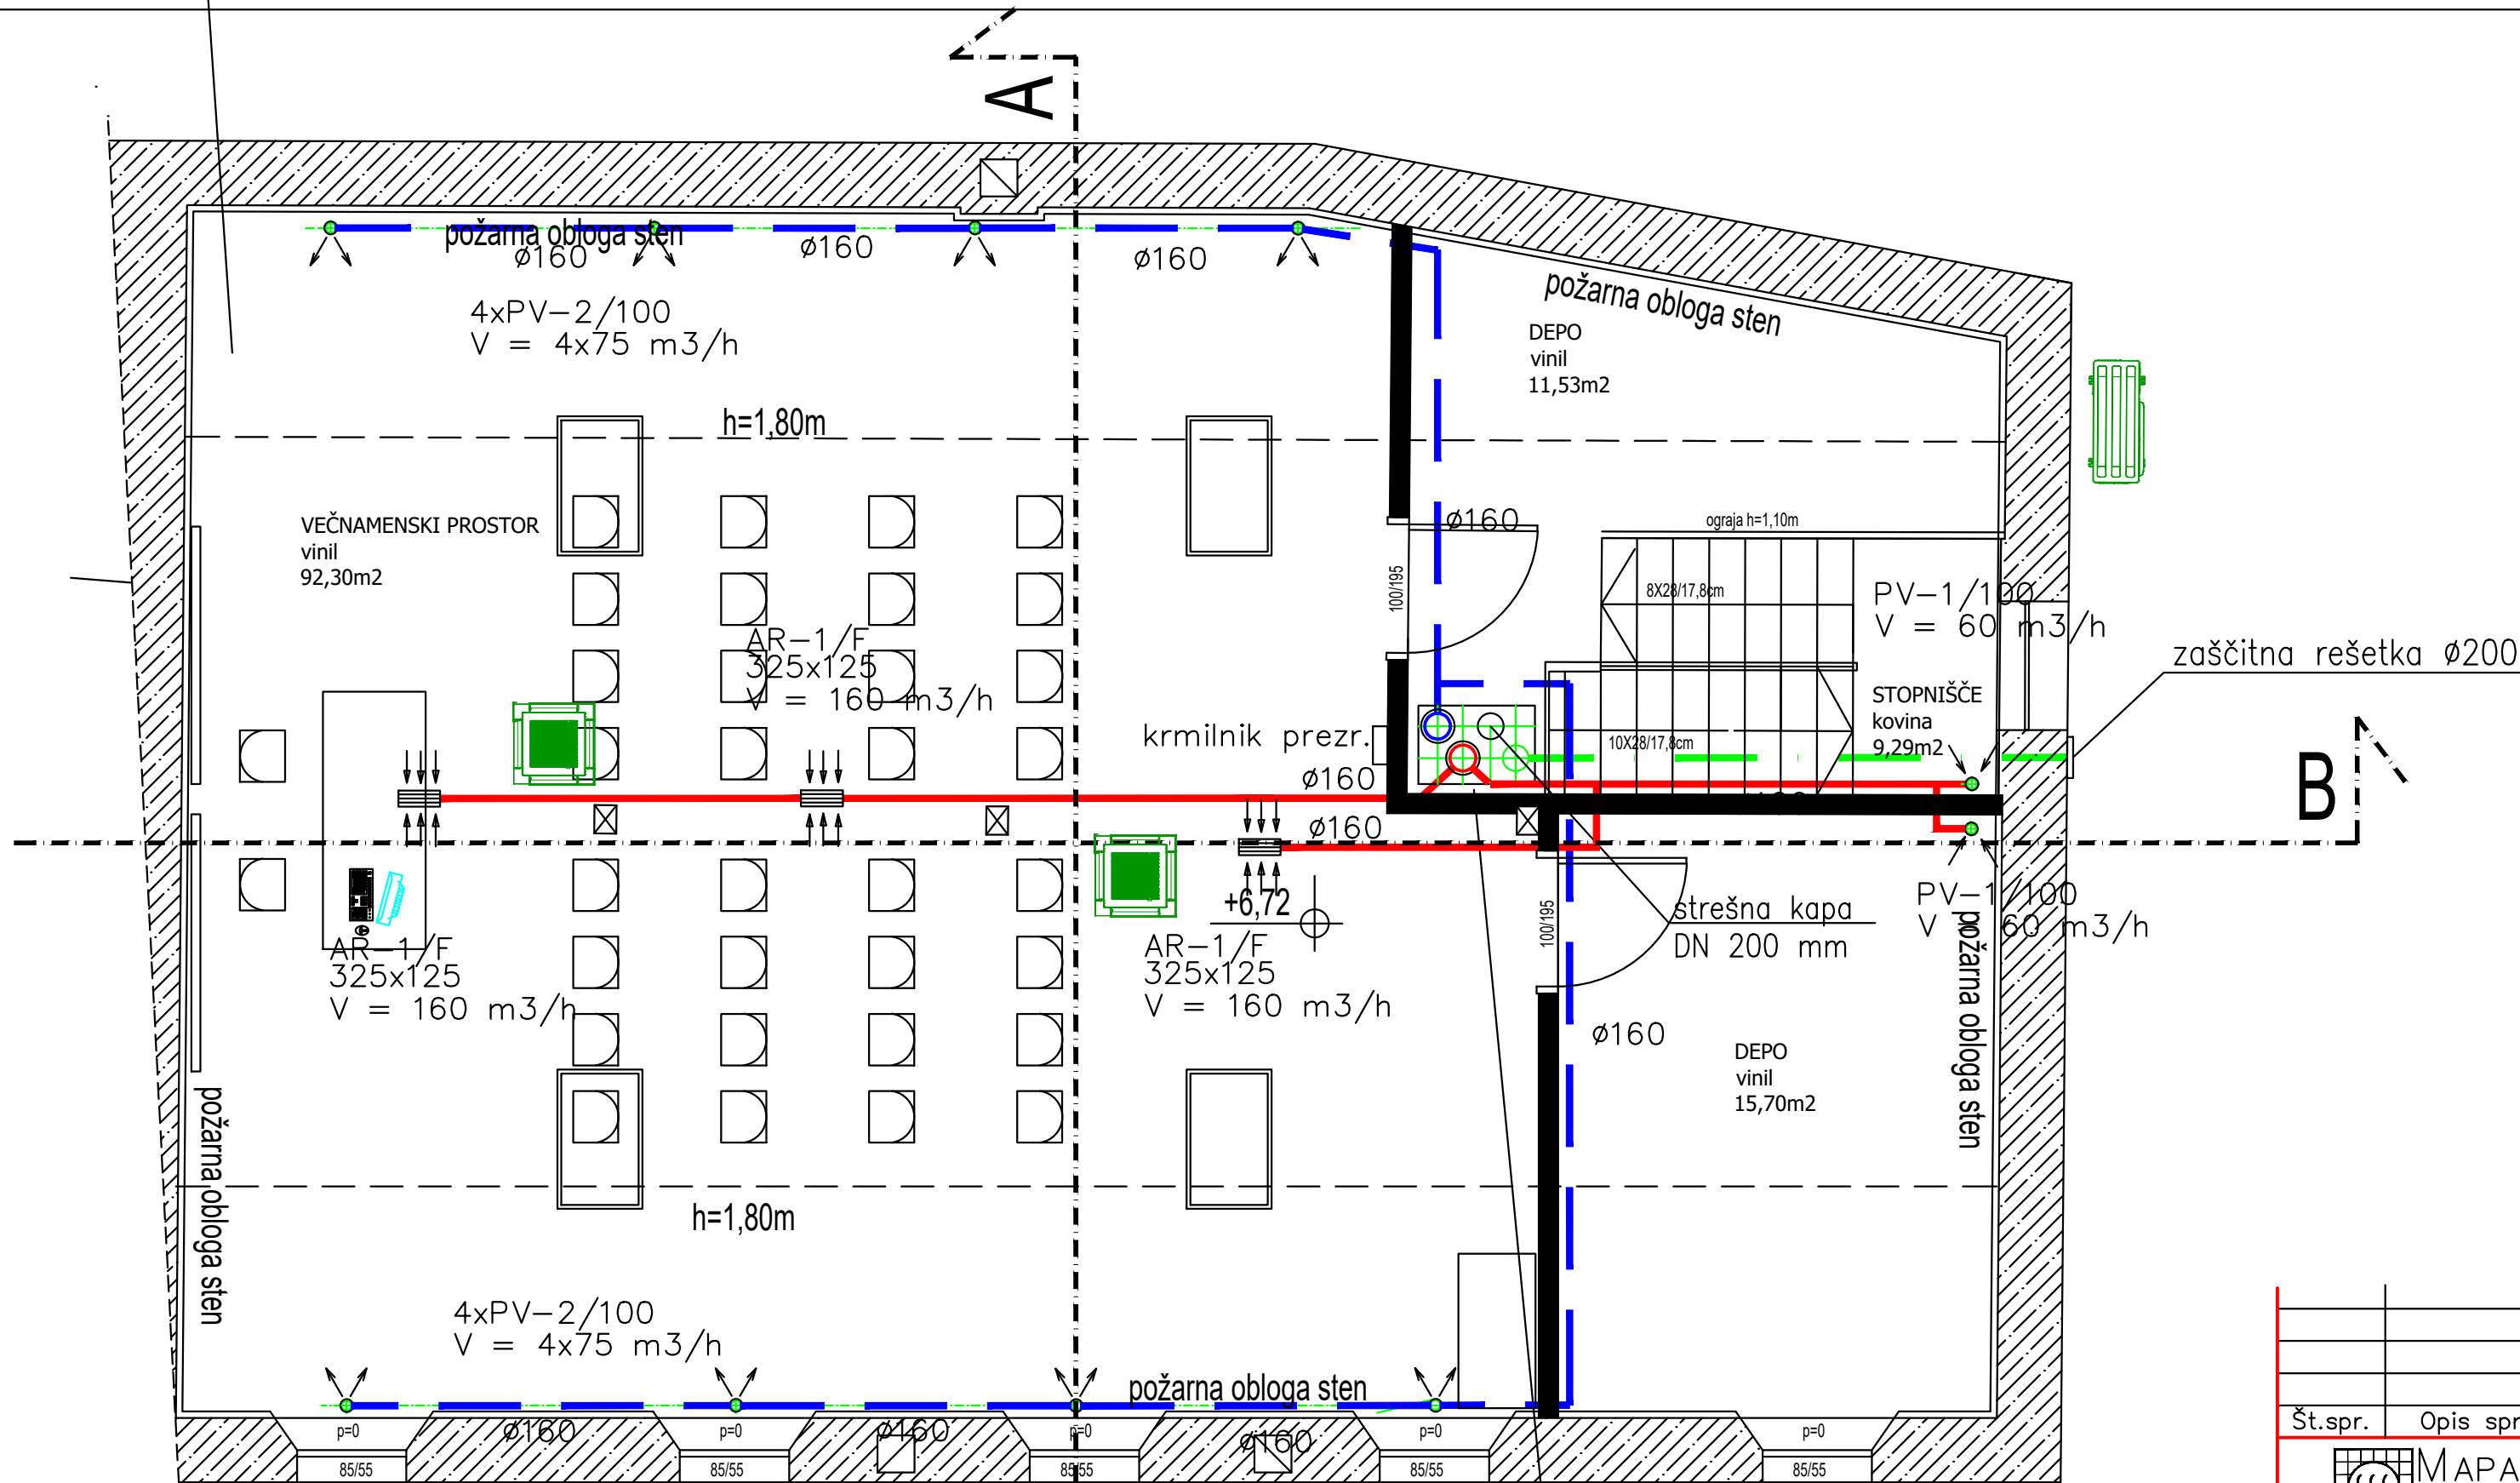 A
požarna obloga sten
ø160
ø160
ø160
4xPV-2/100
V = 4x75 m3/h
požarna obloga sten
DEPO
vinil
11,53m2
h=1,80m
VEČNAMENSKI PROSTOR
vinil
92,30m2
ø160
ograja h=1,10m
100/195
8X28/17,8cm
PV-1/100
V = 60 m3/h
AR-1/F
325x125
V = 160 m3/h
zaščitna rešetka ø200
STOPNIŠČE
kovina
9,29m2
krmilnik prezr.
10X28/17,8cm
ø160
B
ø160
+6,72
PV-1/100
V 60 m3/h
strešna kapa
DN 200 mm
100/195
AR-1/F
325x125
V = 160 m3/h
AR-1/F
325x125
V = 160 m3/h
požarna obloga sten
ø160
DEPO
vinil
15,70m2
požarna obloga sten
h=1,80m
4xPV-2/100
V = 4x75 m3/h
požarna obloga sten
ø160
ø160
ø160
p=0
p=0
p=0
p=0
p=0
85/55
85/55
85/55
85/55
85/55
Št.spr.
Opis spr
MAPA